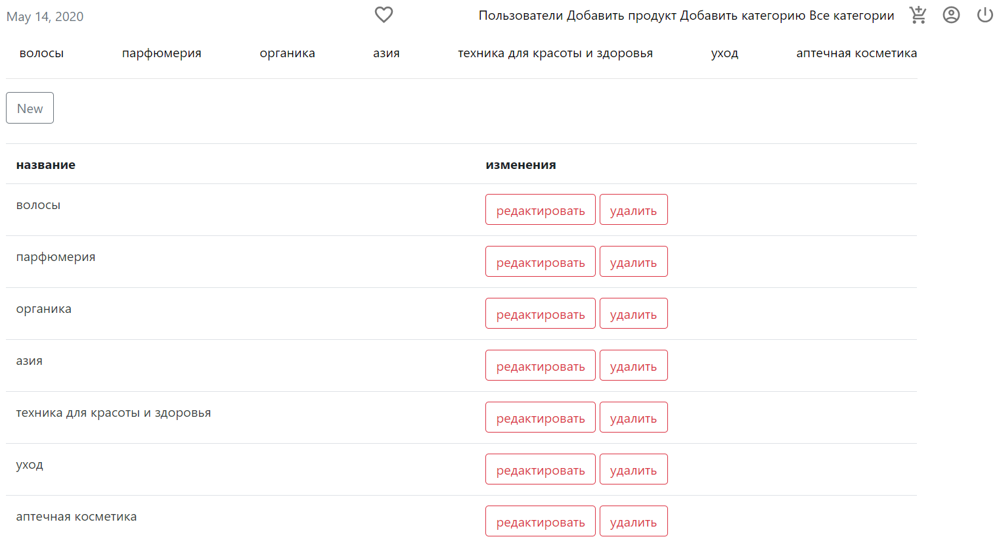 May 14, 2020 Пользователи Добавить продукт Добавить категорию Все категории
волосы парфюмерия органика азия техника для красоты и здоровья уход аптечная косметика
New
название изменения
волосы редактировать удалить
парфюмерия редактировать удалить
органика редактировать удалить
азия редактировать удалить
техника для красоты и здоровья редактировать удалить
уход редактировать удалить
аптечная косметика редактировать удалить